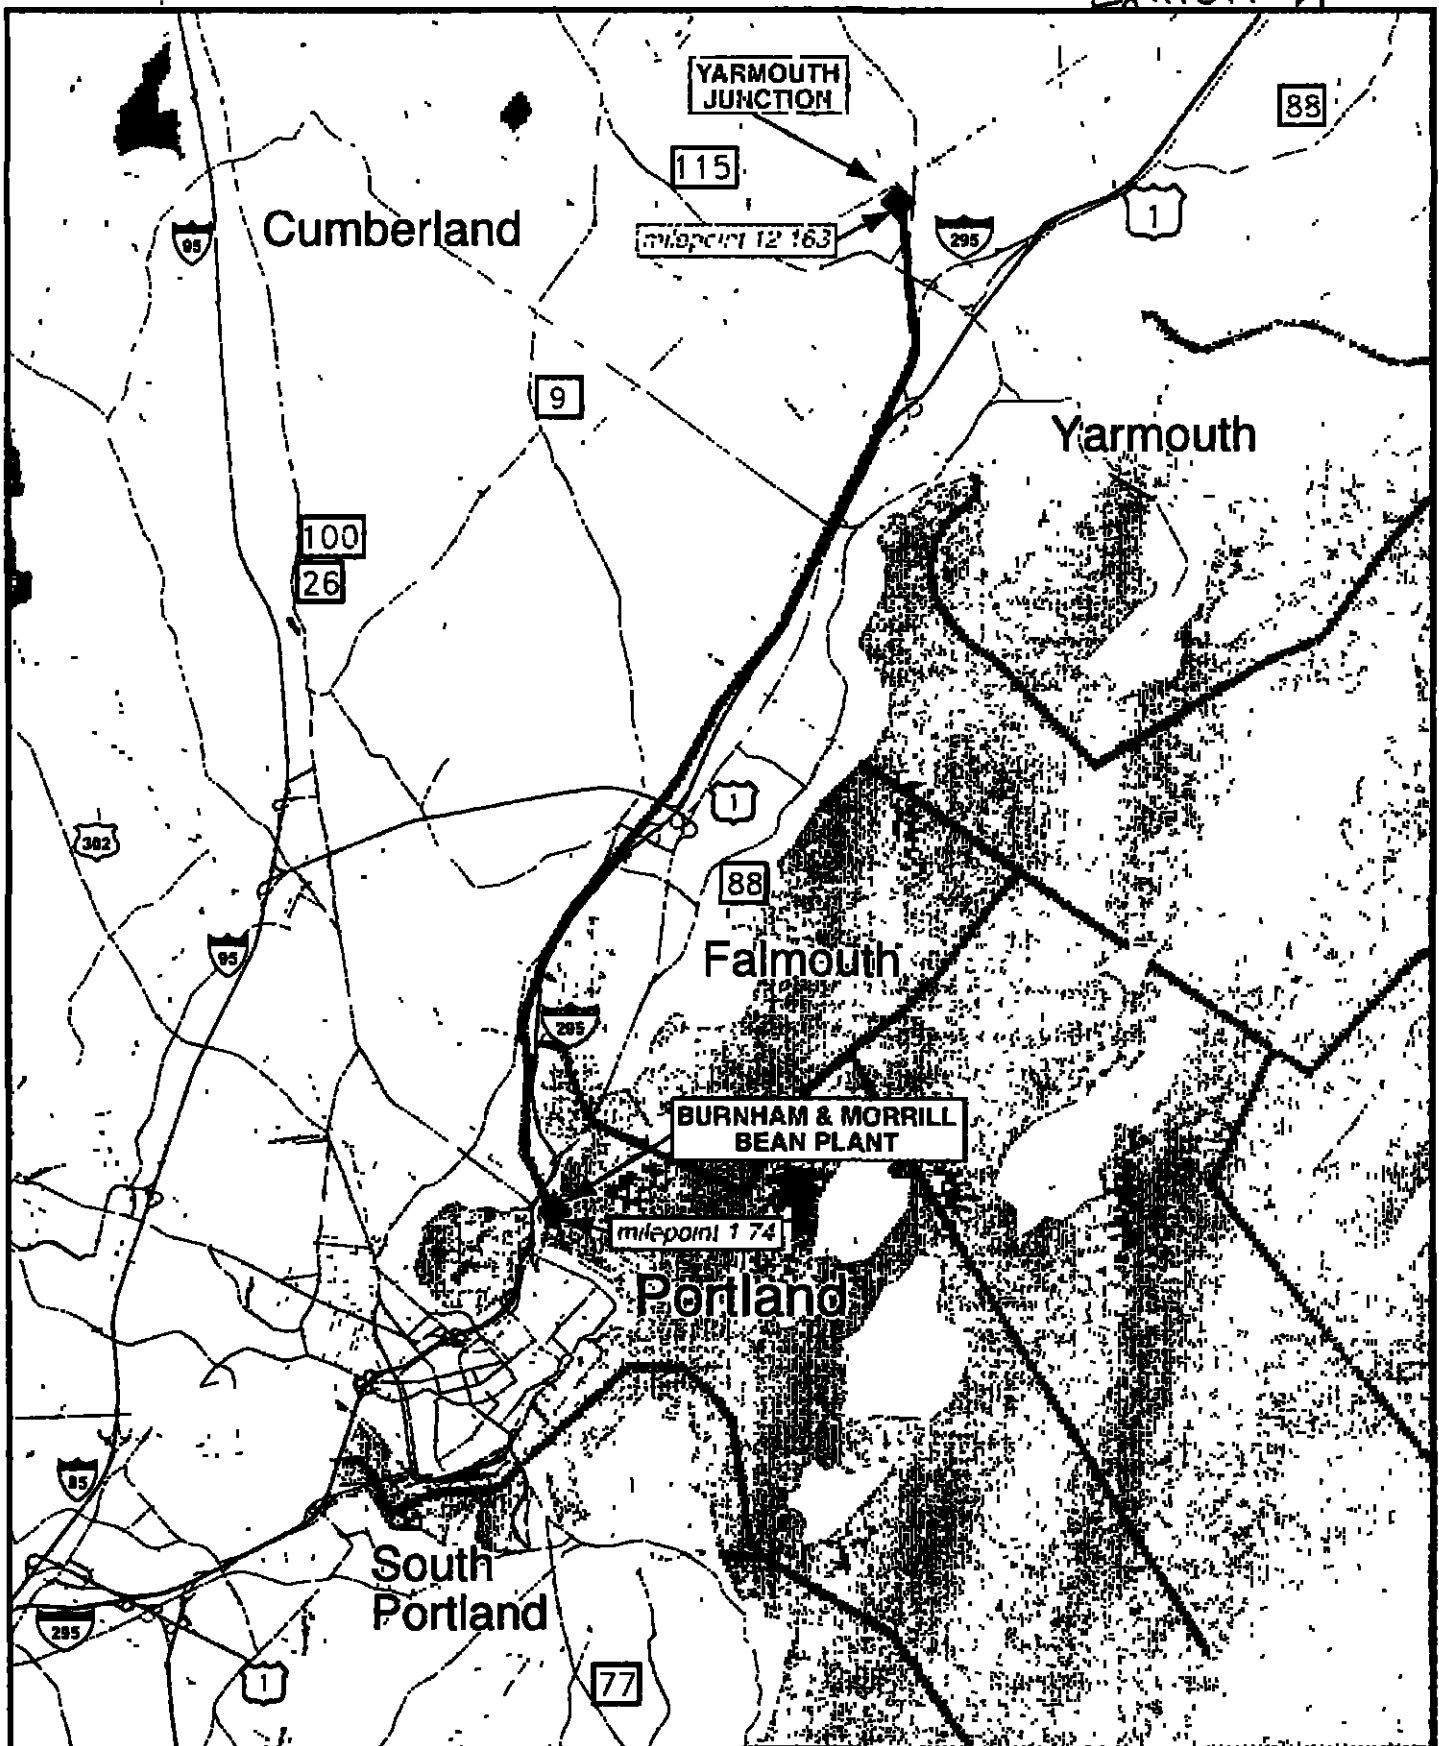 YARMOUTH
JUNCTION
88
115
1
Cumberland
95
milepoint 12 163
295
9
Yarmouth
100
26
1
302
88
95
Falmouth
295
BURNHAM & MORRILL
BEAN PLANT
milepoint 1 74
Portland
95
South
Portland
295
1
77